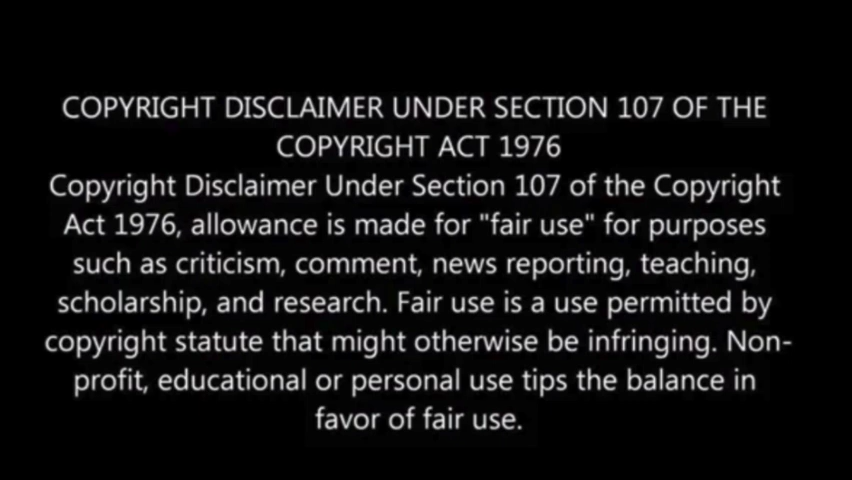 COPYRIGHT DISCLAIMER UNDER SECTION 107 OF THE
COPYRIGHT ACT 1976
Copyright Disclaimer Under Section 107 of the Copyright
Act 1976, allowance is made for "fair use" for purposes
such as criticism, comment, news reporting, teaching,
scholarship, and research. Fair use is a use permitted by
copyright statute that might otherwise be infringing. Non-
profit, educational or personal use tips the balance in
favor of fair use.